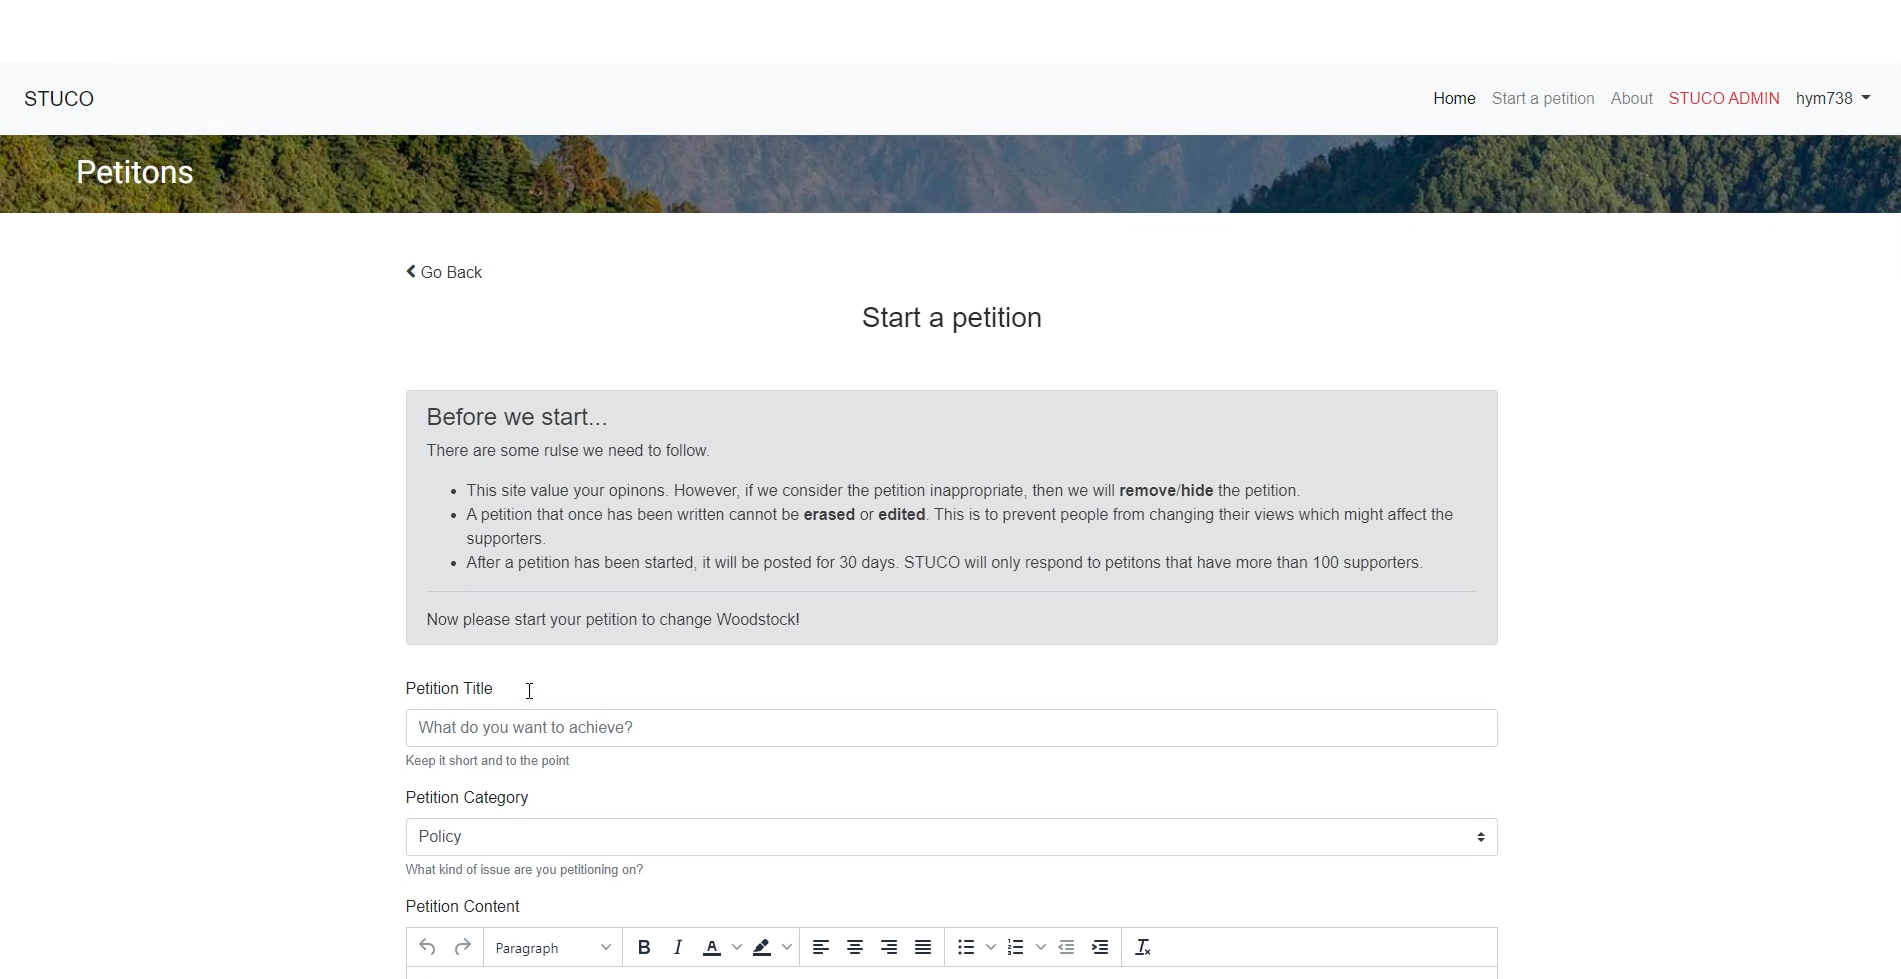 STUCO
Home Start a petition About STUCO ADMIN hym738
Petitons
Go Back
Start a petition
Before we start...
There are some rulse we need to follow.
This site value your opinons. However, if we consider the petition inappropriate, then we will remove/hide the petition.
A petition that once has been written cannot be erased or edited. This is to prevent people from changing their views which might affect the
supporters.
After a petition has been started, it will be posted for 30 days. STUCO will only respond to petitons that have more than 100 supporters.
Now please start your petition to change Woodstock!
Petition Title
What do you want to achieve?
Keep it short and to the point
Petition Category
Policy
What kind of issue are you petitioning on?
Petition Content
Paragraph B I A